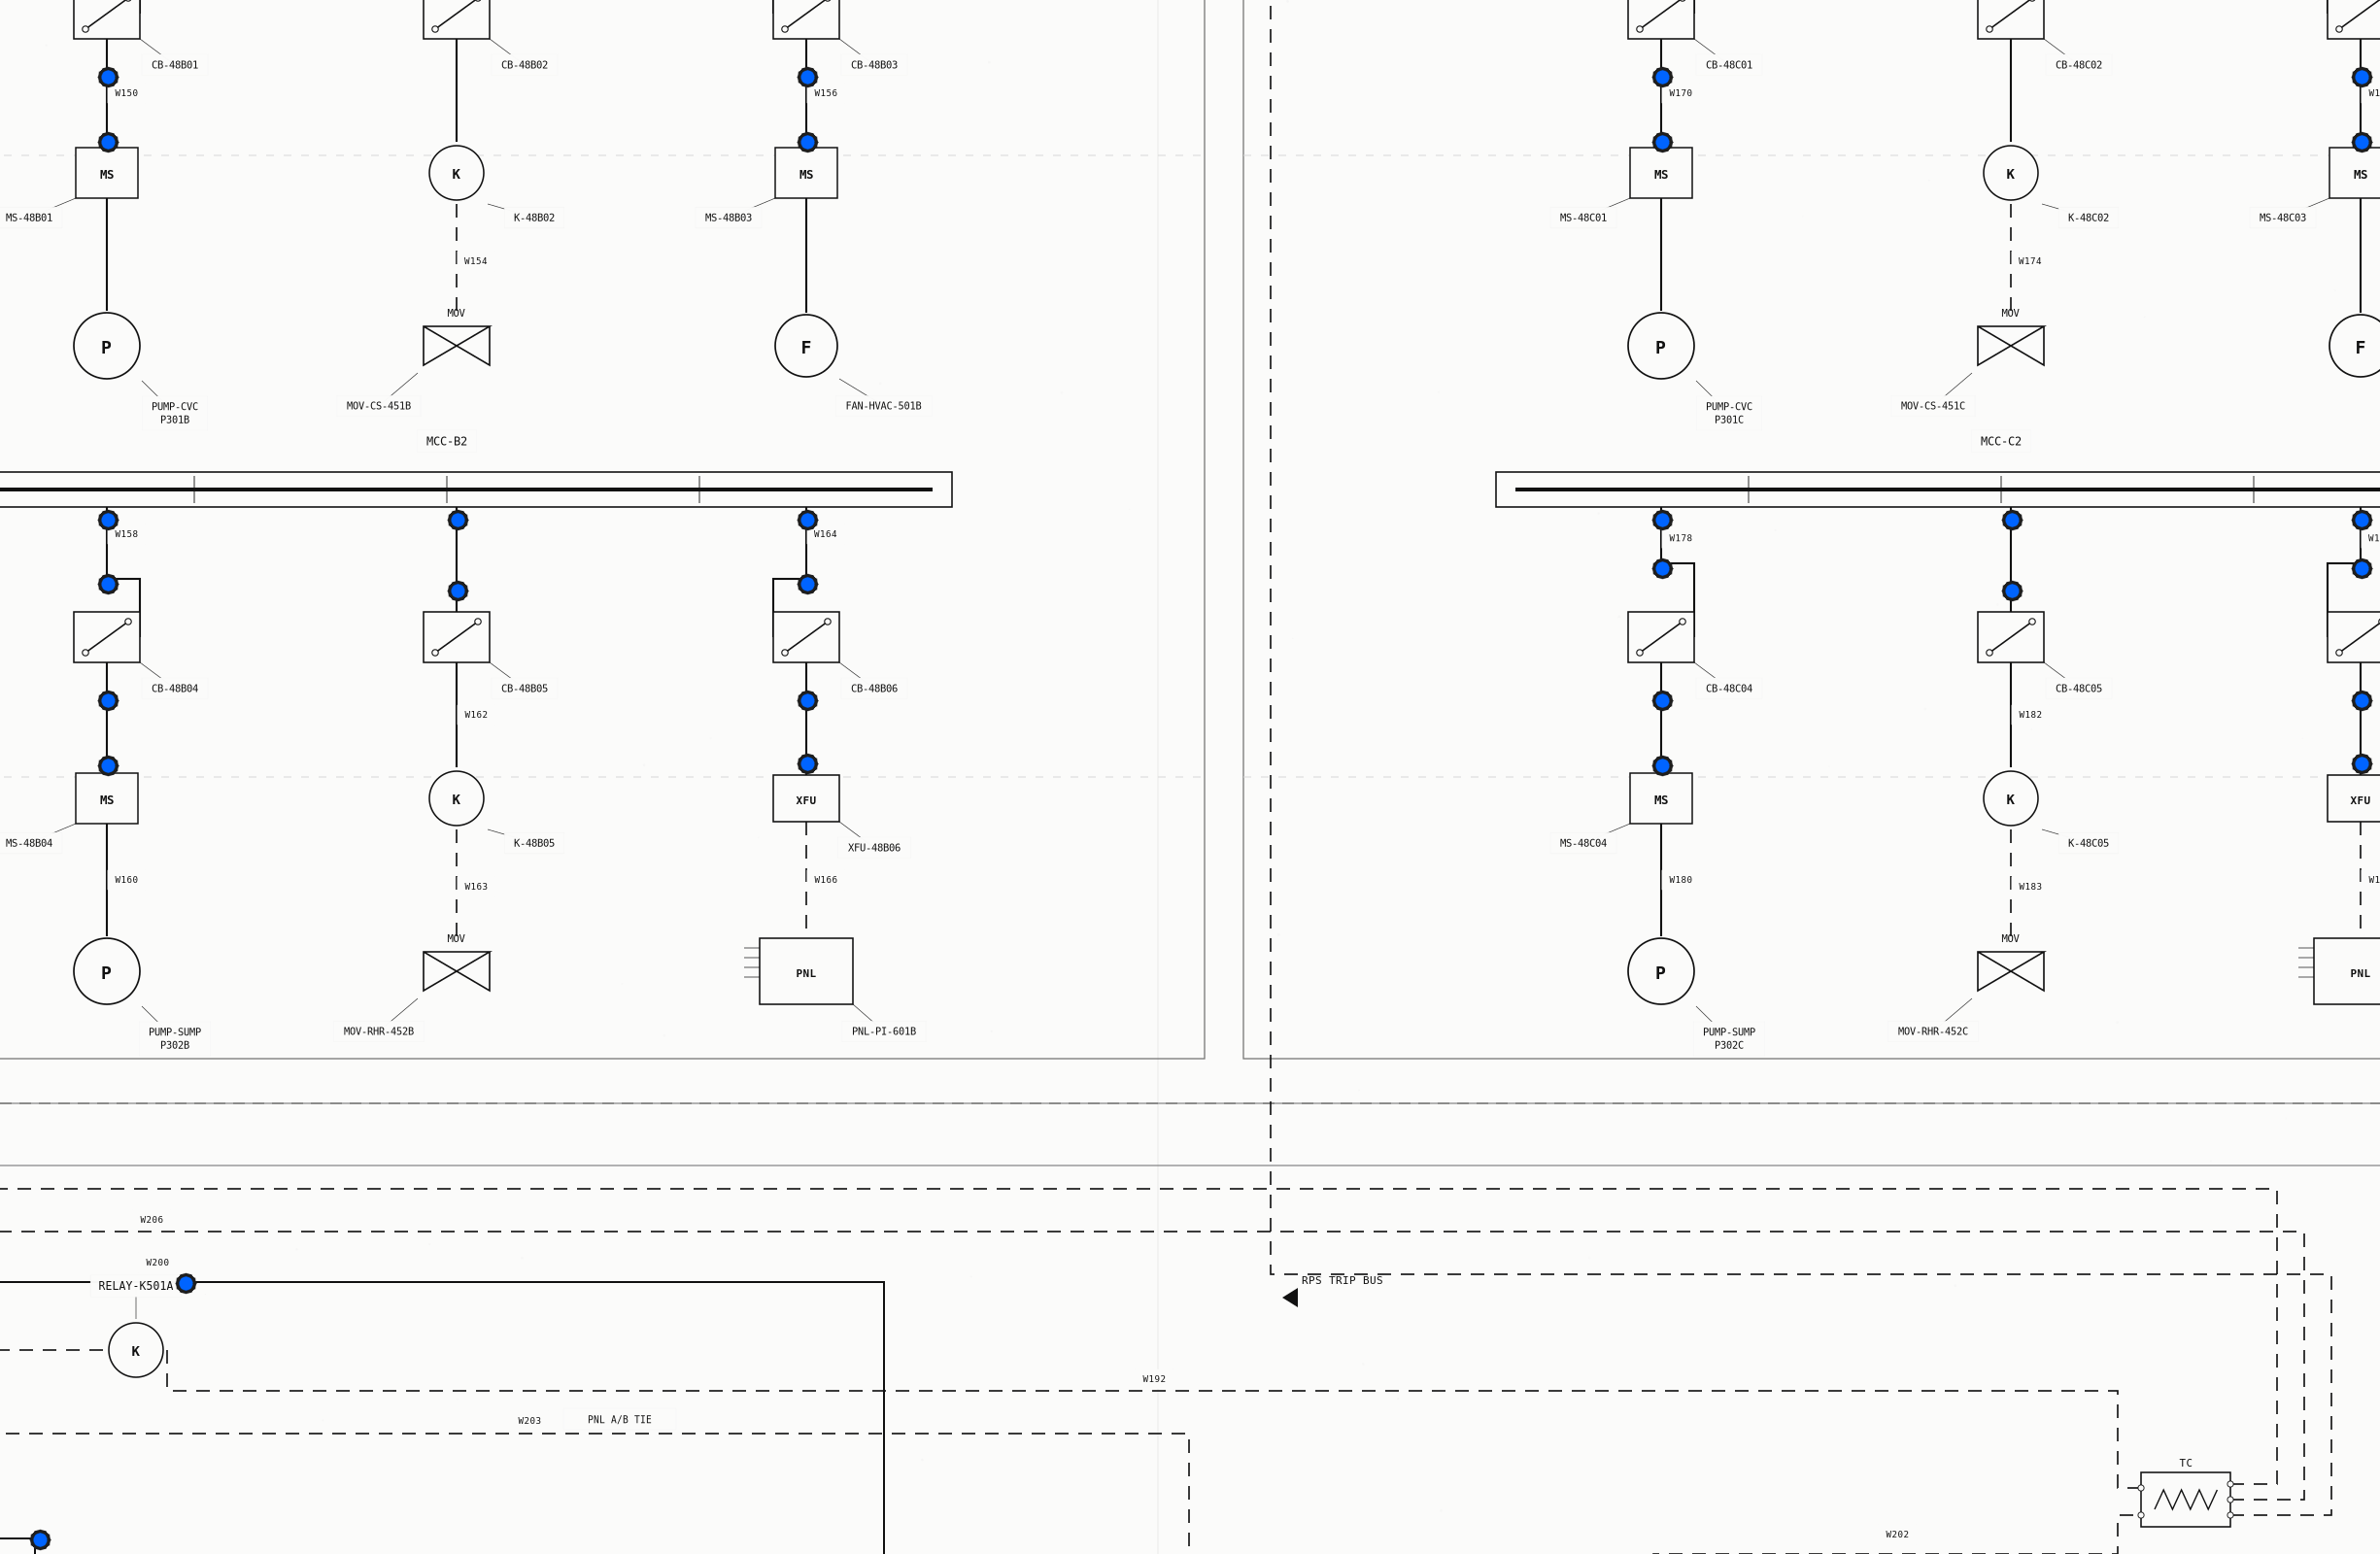 CB-48B01
CB-48B02
CB-48B03
CB-48C01
CB-48C02
W150
W156
W170
MS
K
MS
MS
K
MS
MS-48B01
K-48B02
MS-48B03
MS-48C01
K-48C02
MS-48C03
W154
W174
MOV
MOV
P
F
P
F
PUMP-CVC
P301B
MOV-CS-451B
FAN-HVAC-501B
PUMP-CVC
P301C
MOV-CS-451C
MCC-B2
MCC-C2
W158
W164
W178
CB-48B04
CB-48B05
CB-48B06
CB-48C04
CB-48C05
W162
W182
MS
K
XFU
MS
K
XFU
MS-48B04
K-48B05
XFU-48B06
MS-48C04
K-48C05
W160
W163
W166
W180
W183
MOV
MOV
P
PNL
P
PNL
PUMP-SUMP
P302B
MOV-RHR-452B
PNL-PI-601B
PUMP-SUMP
P302C
MOV-RHR-452C
W206
W200
RELAY-K501A
RPS TRIP BUS
K
W192
W203
PNL A/B TIE
TC
W202